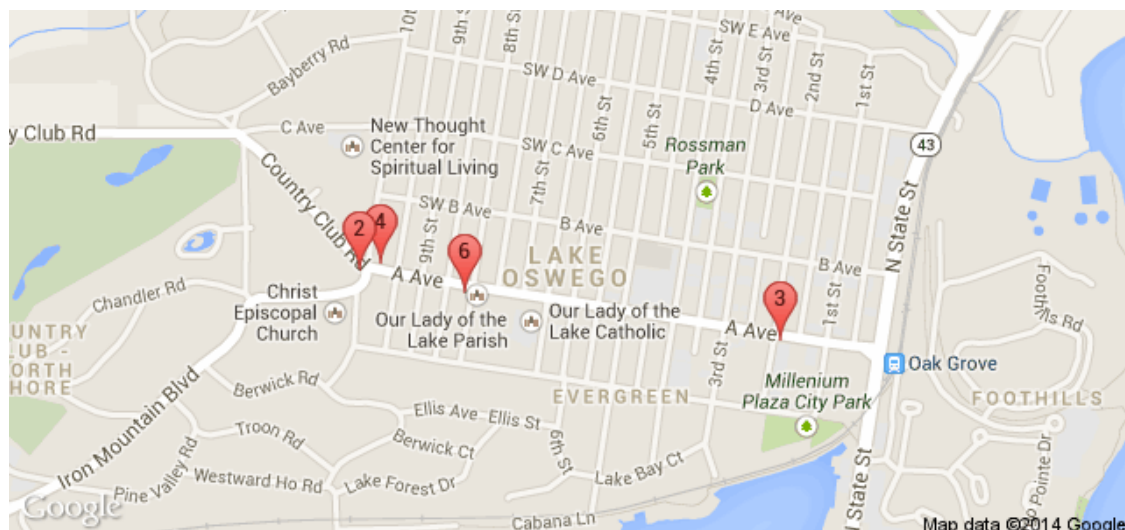 SW E Ave
10th
9th St
8th St
4th St
3rd St
2nd St
1st St
Bayberry Rd
SW D Ave
D Ave
6th St
5th St
y Club Rd
C Ave
New Thought
Center for
Spiritual Living
SW C Ave
Rossman
Park
43
Country Club Rd
SW B Ave
7th St
B Ave
B Ave
N State St
9th St
2
4
6
3
A Ave
LAKE
OSWEGO
Chandler Rd
Christ
Episcopal
Church
Our Lady of the
Lake Parish
Our Lady of the
Lake Catholic
A Ave
1st St
Foothills Rd
UNTRY
LUB -
ORTH
HORE
3rd St
Oak Grove
Iron Mountain Blvd
Berwick Rd
EVERGREEN
Millenium
Plaza City Park
FOOTHILLS
Ellis Ave
Ellis St
Troon Rd
Berwick Ct
6th St
Lake Bay Ct
Pine Valley Rd
Westward Ho Rd
Lake Forest Dr
State St
Pointe Dr
Google
Cabana Ln
Map data ©2014 Google